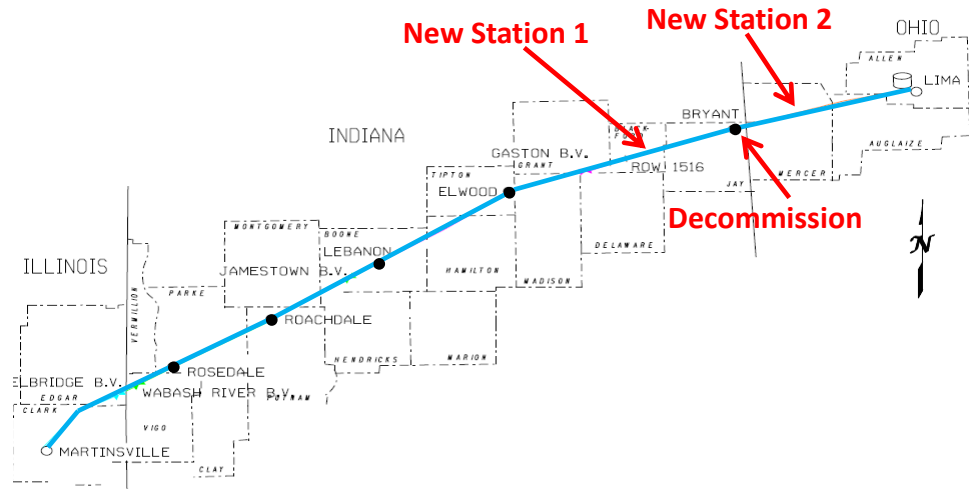 New Station 1
New Station 2
OHIO
ALLEN
LIMA
BRYANT
INDIANA
BLACK-
FORD
AUGLAIZE
GASTON B.V.
GRANT
ROW 1516
MERCER
TIPTON
ELWOOD
JAY
Decommission
MONTGOMERY
BOONE
DELAWARE
N
LEBANON
ILLINOIS
JAMESTOWN B.V.
HAMILTON
MADISON
PARKE
VERMILLION
ROACHDALE
HENDRICKS
MARION
ROSEDALE
ELBRIDGE B.V.
WABASH RIVER B.V.
EDGAR
PUTNAM
CLARK
VIGO
MARTINSVILLE
CLAY